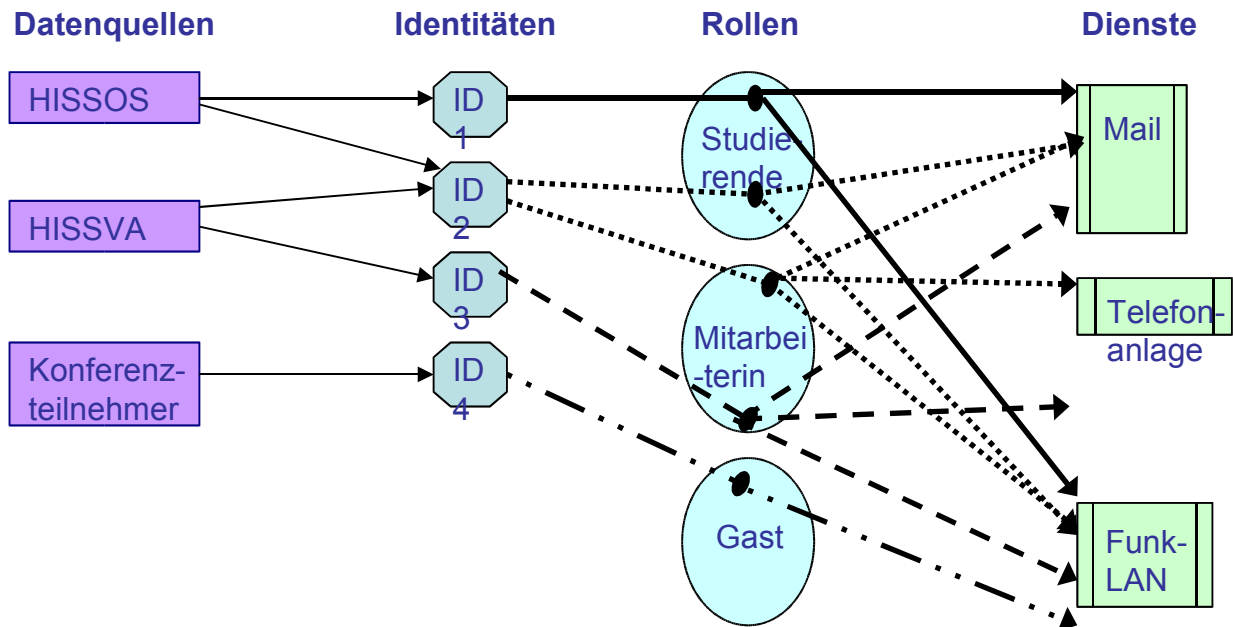 Datenquellen
Identitäten
Rollen
Dienste
HISSOS
HISSVA
Konferenz-
teilnehmer
ID
1
ID
2
ID
3
ID
4
Studie-
rende
Mitarbei
-terin
Gast
Mail
Telefon-
anlage
Funk-
LAN